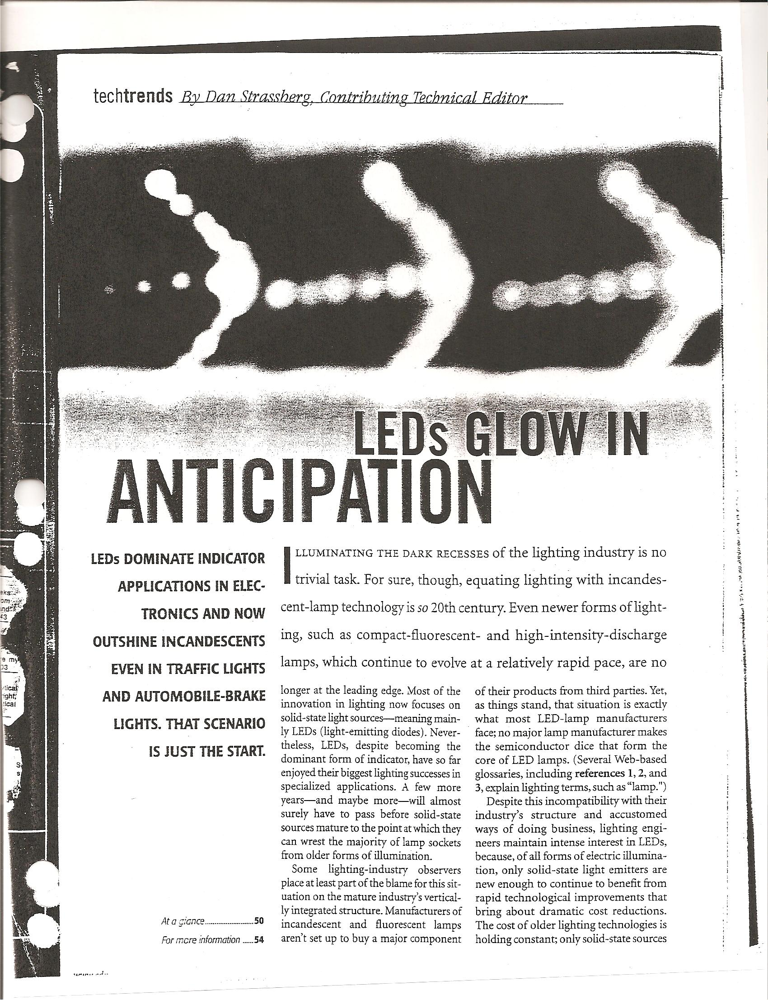 techtrends By Dan Strassberg, Contributing Technical Editor
LEDs GLOW IN
ANTICIPATION
LEDs DOMINATE INDICATOR
APPLICATIONS IN ELEC-
TRONICS AND NOW
OUTSHINE INCANDESCENTS
EVEN IN TRAFFIC LIGHTS
AND AUTOMOBILE-BRAKE
LIGHTS. THAT SCENARIO
IS JUST THE START.
ILLUMINATING THE DARK RECESSES of the lighting industry is no
trivial task. For sure, though, equating lighting with incandes-
cent-lamp technology is so 20th century. Even newer forms of light-
ing, such as compact-fluorescent- and high-intensity-discharge
lamps, which continue to evolve at a relatively rapid pace, are no
longer at the leading edge. Most of the
innovation in lighting now focuses on
solid-state light sources—meaning main-
ly LEDs (light-emitting diodes). Never-
theless, LEDs, despite becoming the
dominant form of indicator, have so far
enjoyed their biggest lighting successes in
specialized applications. A few more
years—and maybe more—will almost
surely have to pass before solid-state
sources mature to the point at which they
can wrest the majority of lamp sockets
from older forms of illumination.
Some lighting-industry observers
place at least part of the blame for this sit-
uation on the mature industry's vertical-
ly integrated structure. Manufacturers of
incandescent and fluorescent lamps
aren't set up to buy a major component
of their products from third parties. Yet,
as things stand, that situation is exactly
what most LED-lamp manufacturers
face; no major lamp manufacturer makes
the semiconductor dice that form the
core of LED lamps. (Several Web-based
glossaries, including references 1, 2, and
3, explain lighting terms, such as "lamp.")
Despite this incompatibility with their
industry's structure and accustomed
ways of doing business, lighting engi-
neers maintain intense interest in LEDs,
because, of all forms of electric illumina-
tion, only solid-state light emitters are
new enough to continue to benefit from
rapid technological improvements that
bring about dramatic cost reductions.
The cost of older lighting technologies is
holding constant; only solid-state sources
At a glance..........................50
For more information ......54